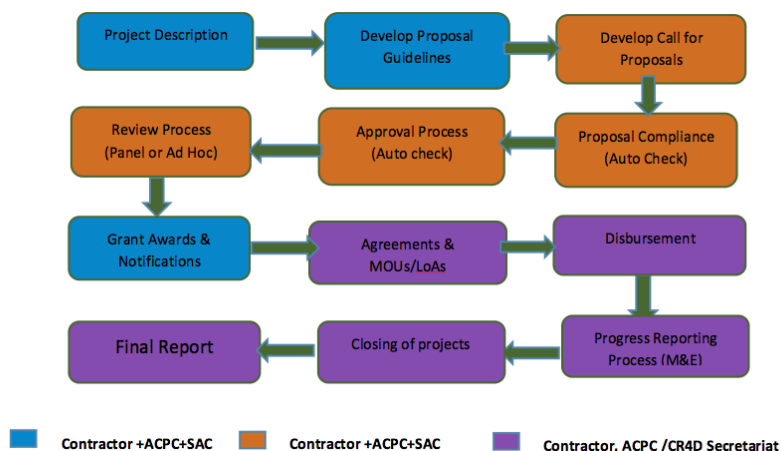 Project Description
Develop Proposal
Guidelines
Develop Call for
Proposals
Review Process
(Panel or Ad Hoc)
Approval Process
(Auto check)
Proposal Compliance
(Auto Check)
Grant Awards &
Notifications
Agreements &
MOUs/LoAs
Disbursement
Final Report
Closing of projects
Progress Reporting
Process (M&E)
Contractor +ACPC+SAC
Contractor +ACPC+SAC
Contractor, ACPC /CR4D Secretariat